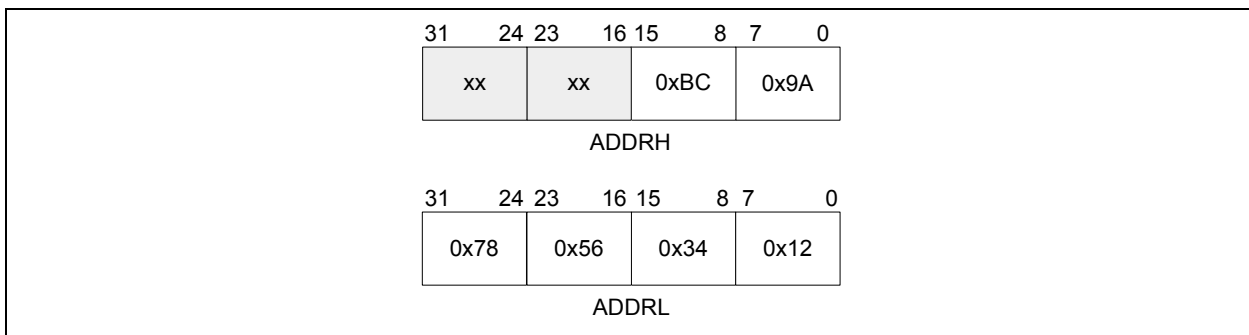 31 24 23 16 15 8 7 0
xx xx 0xBC 0x9A
ADDRH
31 24 23 16 15 8 7 0
0x78 0x56 0x34 0x12
ADDRL